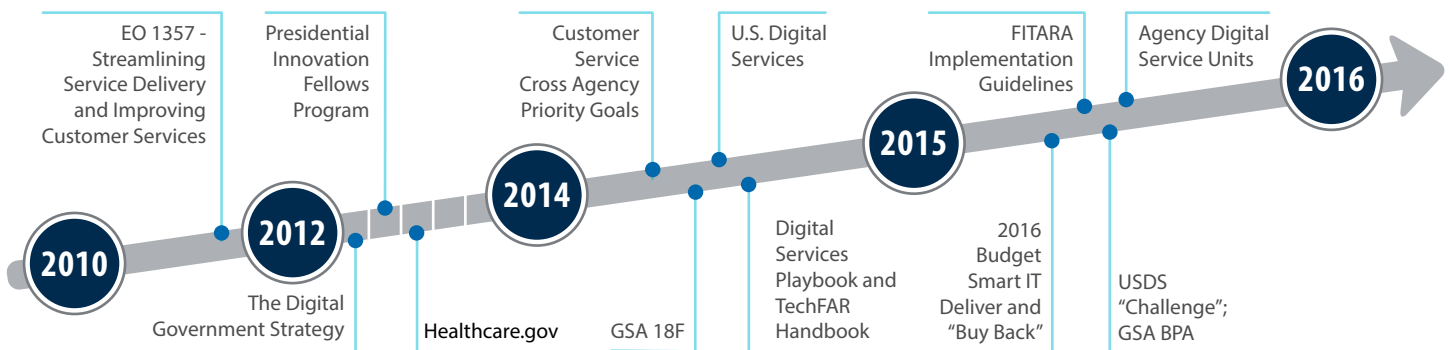 EO 1357 -
Streamlining
Service Delivery
and Improving
Customer Services
Presidential
Innovation
Fellows
Program
Customer
Service
Cross Agency
Priority Goals
U.S. Digital
Services
FITARA
Implementation
Guidelines
Agency Digital
Service Units
2010
2012
2014
2015
2016
The Digital
Government Strategy
Healthcare.gov
GSA 18F
Digital
Services
Playbook and
TechFAR
Handbook
2016
Budget
Smart IT
Deliver and
“Buy Back”
USDS
“Challenge”;
GSA BPA